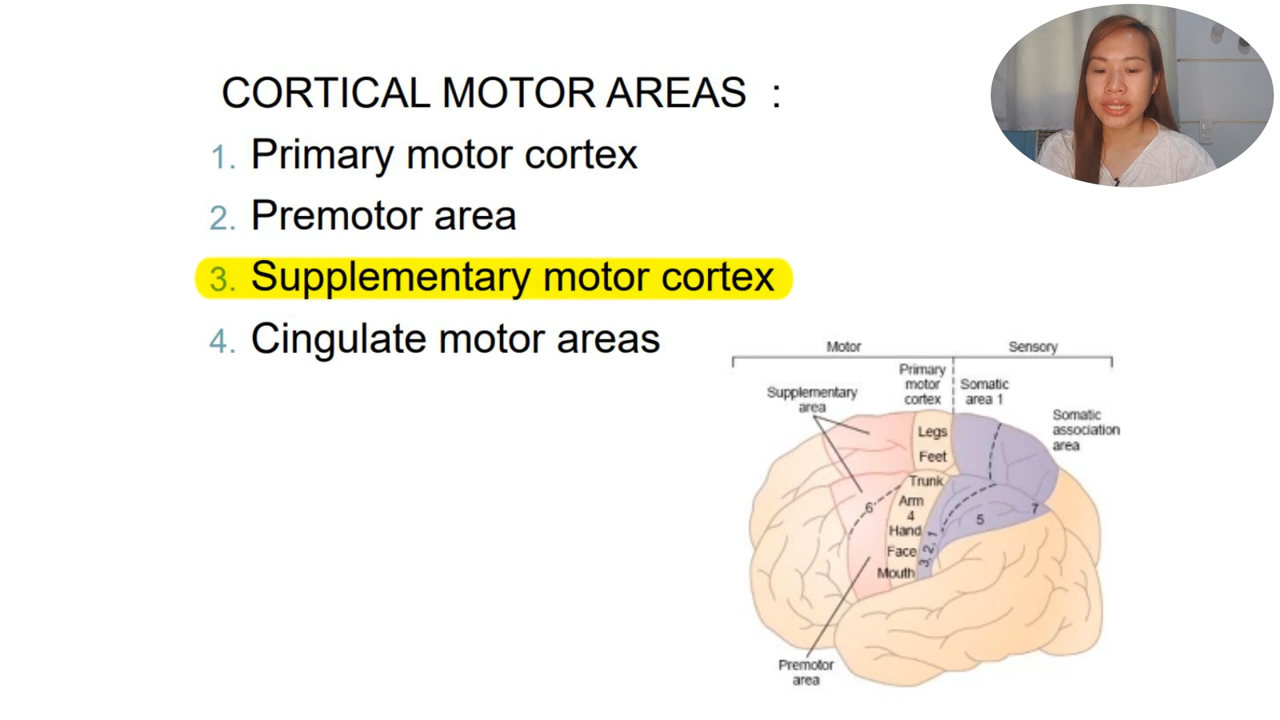 CORTICAL MOTOR AREAS :
1. Primary motor cortex
2. Premotor area
3. Supplementary motor cortex
4. Cingulate motor areas
Motor
Sensory
Primary
motor
cortex
Somatic
area 1
Supplementary
area
Somatic
association
area
Legs
Feet
Trunk
Arm
6
4
5
7
Hand
3, 2, 1
Face
Mouth
Premotor
area